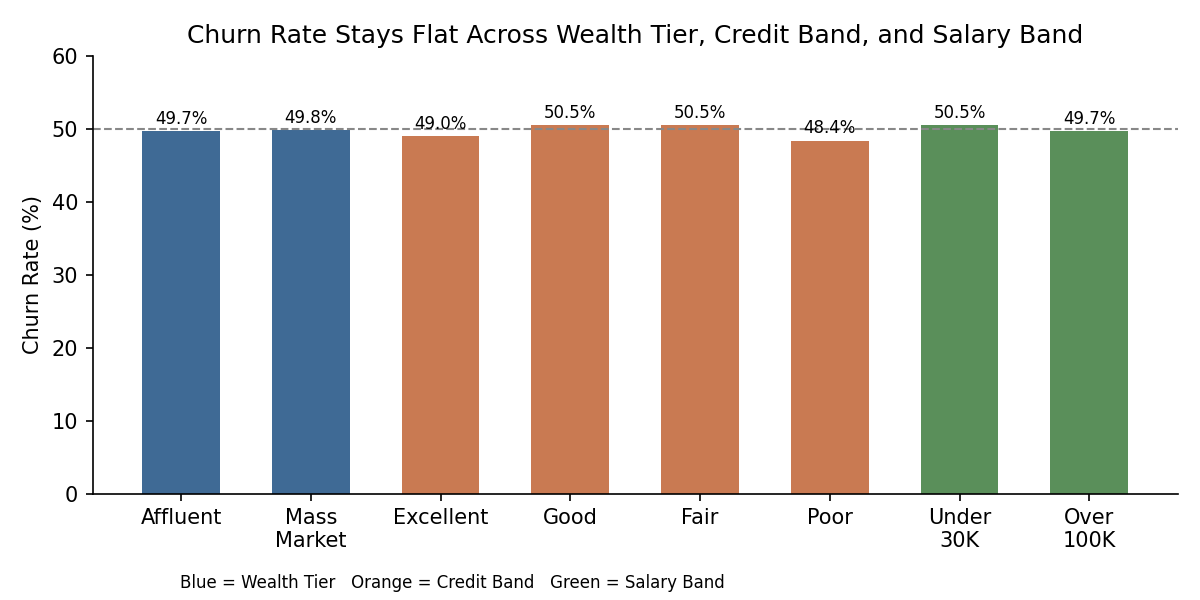 Churn Rate Stays Flat Across Wealth Tier, Credit Band, and Salary Band
Churn Rate (%)
60
50
40
30
20
10
0
49.7%
49.8%
49.0%
50.5%
50.5%
48.4%
50.5%
49.7%
Affluent
Mass
Market
Excellent
Good
Fair
Poor
Under
30K
Over
100K
Blue = Wealth Tier   Orange = Credit Band   Green = Salary Band